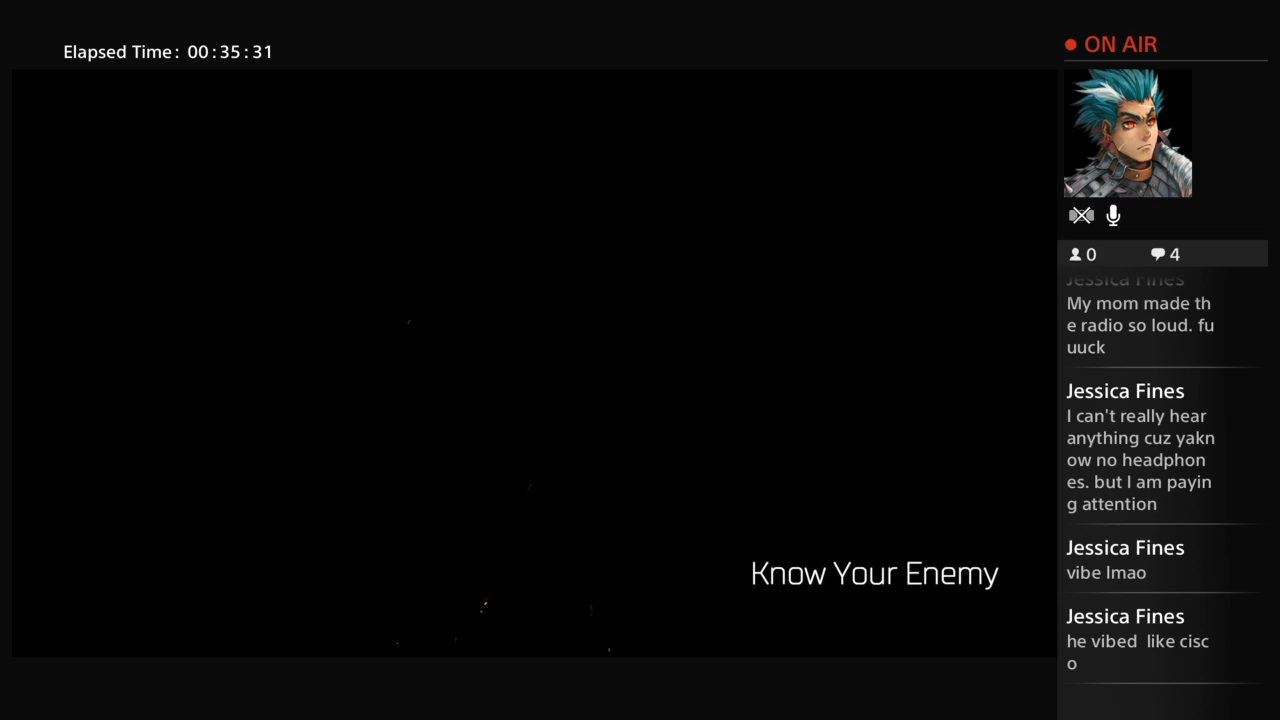 Elapsed Time: 00:35:31
ON AIR
0 4
Jessica Fines
My mom made th
e radio so loud. fu
uuck
Jessica Fines
I can't really hear
anything cuz yakn
ow no headphon
es. but I am payin
g attention
Jessica Fines
vibe lmao
Jessica Fines
he vibed  like cisc
o
Know Your Enemy